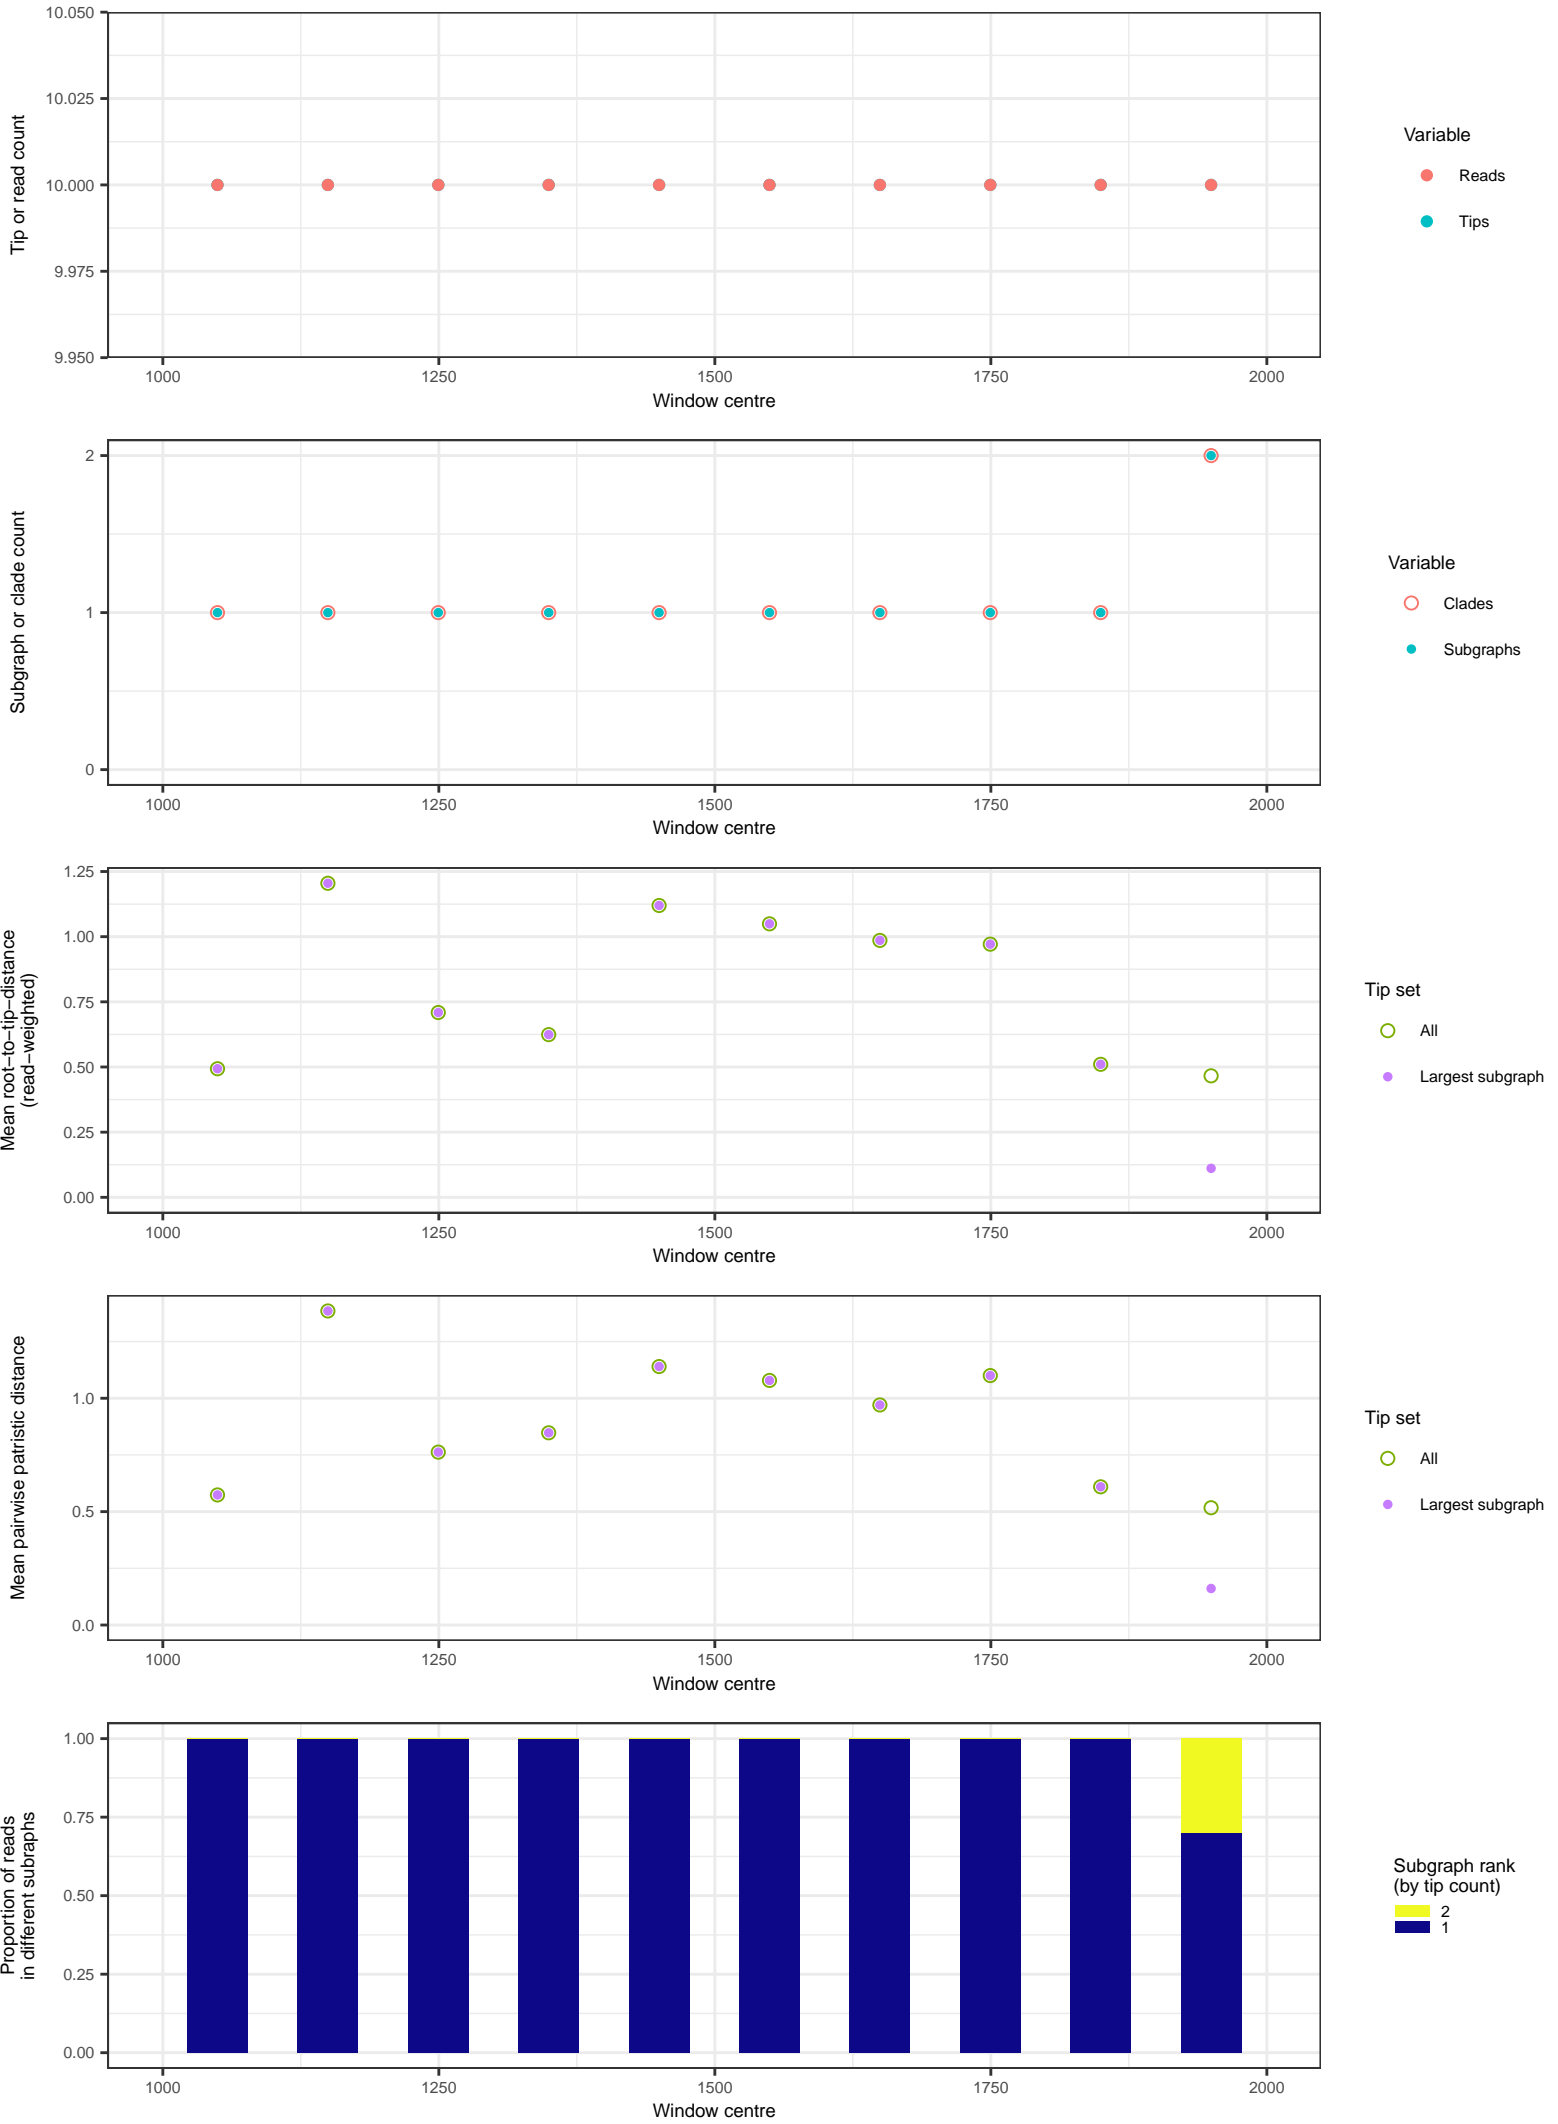 10.050
10.025
10.000
9.975
9.950
Tip or read count
1000 1250 1500 1750 2000
Window centre
Variable
Reads
Tips
2
1
0
Subgraph or clade count
1000 1250 1500 1750 2000
Window centre
Variable
Clades
Subgraphs
1.25
1.00
0.75
0.50
0.25
0.00
Mean root−to−tip−distance
(read−weighted)
1000 1250 1500 1750 2000
Window centre
Tip set
All
Largest subgraph
1.0
0.5
0.0
Mean pairwise patristic distance
1000 1250 1500 1750 2000
Window centre
Tip set
All
Largest subgraph
1.00
0.75
0.50
0.25
0.00
Proportion of reads
in different subraphs
1000 1250 1500 1750 2000
Window centre
Subgraph rank
(by tip count)
2
1